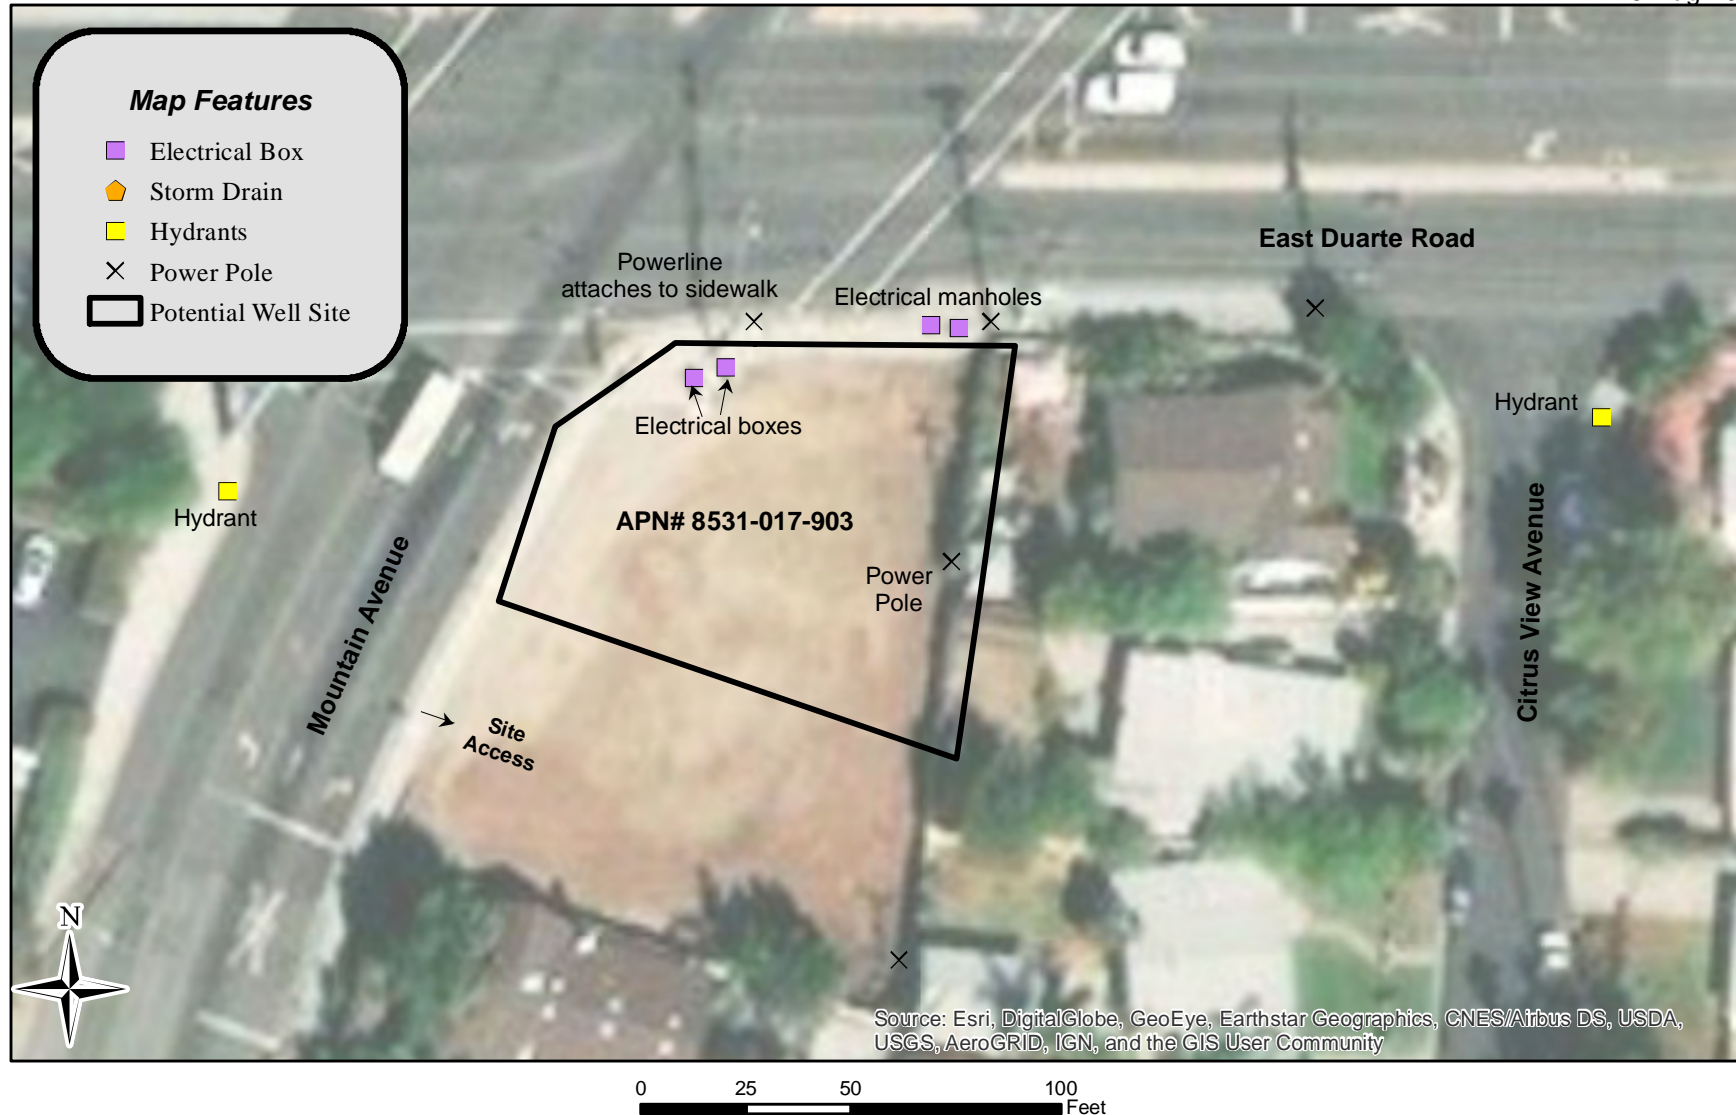 Map Features
Electrical Box
Storm Drain
Hydrants
Power Pole
Potential Well Site
East Duarte Road
Powerline
attaches to sidewalk
Electrical manholes
Electrical boxes
Hydrant
Hydrant
APN# 8531-017-903
Power
Pole
Mountain Avenue
Citrus View Avenue
Site
Access
N
Source: Esri, DigitalGlobe, GeoEye, Earthstar Geographics, CNES/Airbus DS, USDA,
USGS, AeroGRID, IGN, and the GIS User Community
0 25 50 100
Feet